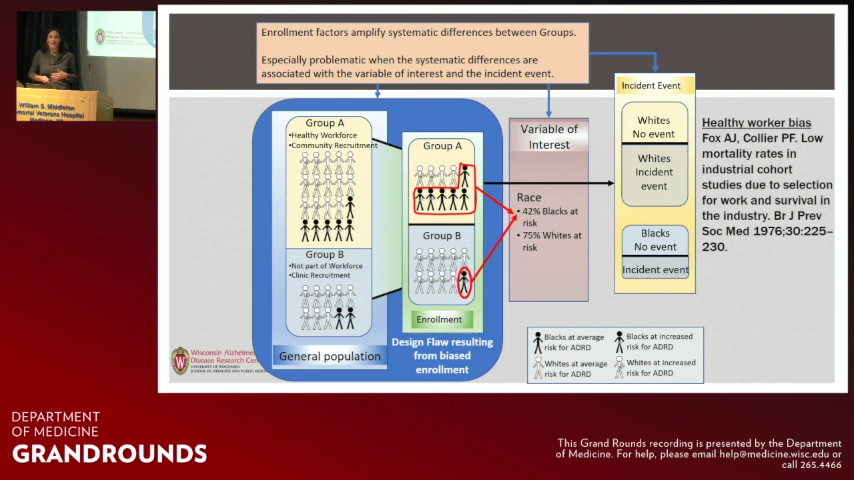 Enrollment factors amplify systematic differences between Groups.
Especially problematic when the systematic differences are
associated with the variable of interest and the incident event.
Group A
•Healthy Workforce
•Community Recruitment
Group B
•Not part of Workforce
•Clinic Recruitment
General population
Group A
Group B
Enrollment
Design Flaw resulting
from biased
enrollment
Variable of
Interest
Race
• 42% Blacks at
risk
• 75% Whites at
risk
Incident Event
Whites
No event
Whites
Incident
event
Blacks
No event
Incident event
Healthy worker bias
Fox AJ, Collier PF. Low
mortality rates in
industrial cohort
studies due to selection
for work and survival in
the industry. Br J Prev
Soc Med 1976;30:225–
230.
Blacks at average
risk for ADRD
Blacks at increased
risk for ADRD
Whites at average
risk for ADRD
Whites at increased
risk for ADRD
Wisconsin Alzheimer
Disease Research Cen
William S. Middleton
Hospital
DEPARTMENT
OF MEDICINE
GRANDROUNDS
This Grand Rounds recording is presented by the Department
of Medicine. For help, please email help@medicine.wisc.edu or
call 265.4466